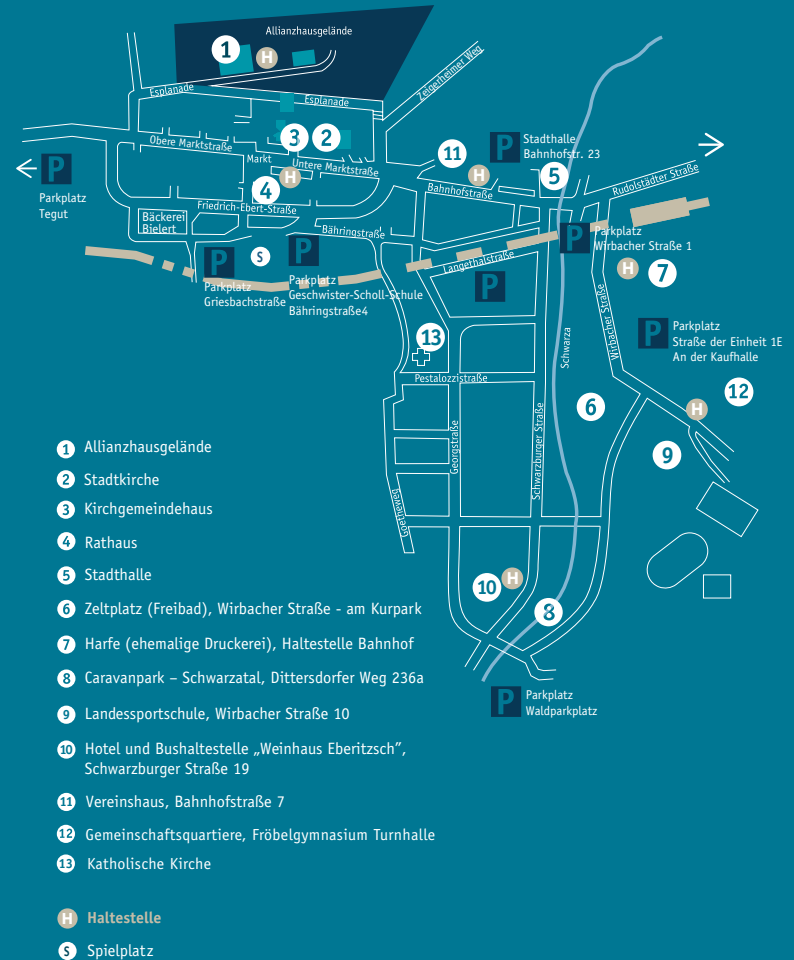 Allianzhausgelände
1
H
Zeigerheimer Weg
Esplanade
Esplanade
Obere Marktstraße
3
2
Markt
Untere Marktstraße
11
P
Stadthalle
Bahnhofstr. 23
H
5
Bahnhofstraße
Rudolstädter Straße
P
Parkplatz
Tegut
4
H
Friedrich-Ebert-Straße
Bäckerei
Bielert
Bähringstraße
P
Parkplatz
Griesbachstraße
S
P
Parkplatz
Geschwister-Scholl-Schule
Bähringstraße4
Langethalstraße
P
P
Parkplatz
Wirbacher Straße 1
H
7
Wirbacher Straße
Schwarza
P
Parkplatz
Straße der Einheit 1E
An der Kaufhalle
13
Pestalozzistraße
12
H
6
9
Georgstraße
Schwarzburger Straße
Goetheweg
10
H
8
P
Parkplatz
Waldparkplatz
1 Allianzhausgelände
2 Stadtkirche
3 Kirchgemeindehaus
4 Rathaus
5 Stadthalle
6 Zeltplatz (Freibad), Wirbacher Straße - am Kurpark
7 Harfe (ehemalige Druckerei), Haltestelle Bahnhof
8 Caravanpark – Schwarzatal, Dittersdorfer Weg 236a
9 Landessportschule, Wirbacher Straße 10
10 Hotel und Bushaltestelle „Weinhaus Eberitzsch”,
Schwarzburger Straße 19
11 Vereinshaus, Bahnhofstraße 7
12 Gemeinschaftsquartiere, Fröbelgymnasium Turnhalle
13 Katholische Kirche
H Haltestelle
S Spielplatz